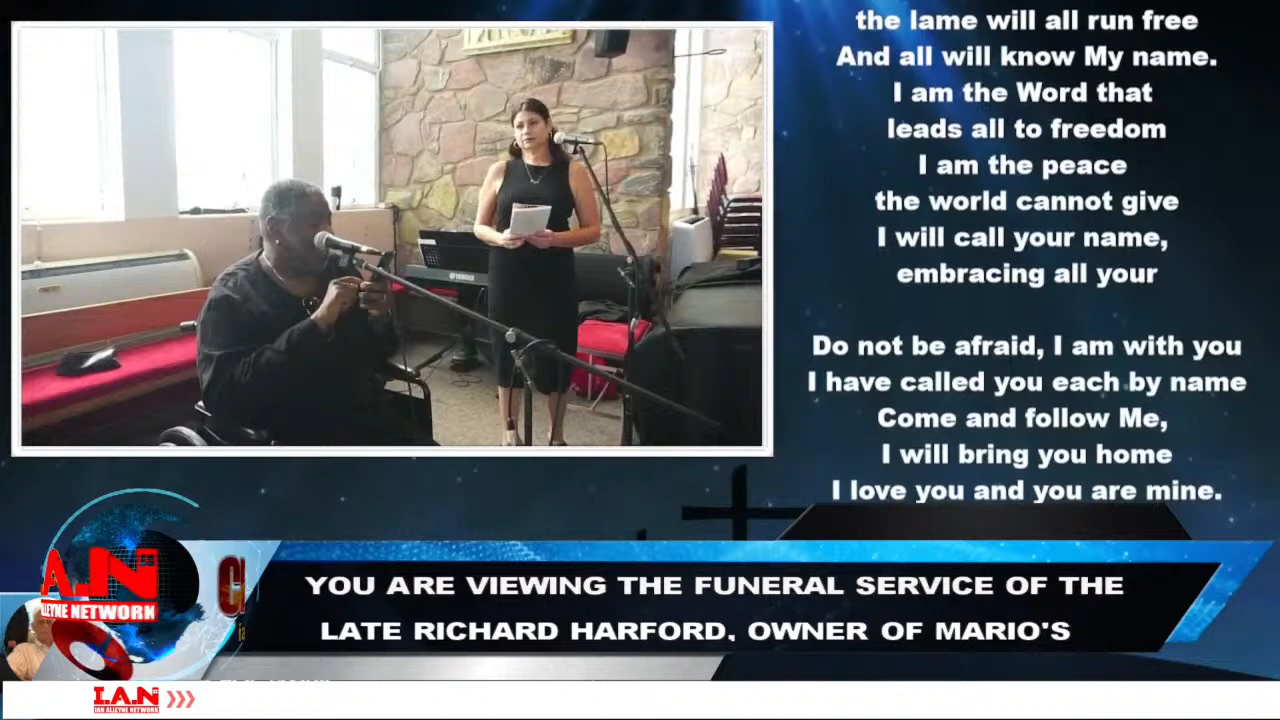 the lame will all run free
And all will know My name.
I am the Word that
leads all to freedom
I am the peace
the world cannot give
I will call your name,
embracing all your
Do not be afraid, I am with you
I have called you each by name
Come and follow Me,
I will bring you home
I love you and you are mine.
YAMAHA
A.N
LLEYNE NETWORK
YOU ARE VIEWING THE FUNERAL SERVICE OF THE
LATE RICHARD HARFORD, OWNER OF MARIO'S
I.A.N
IAN ALLEYNE NETWORK